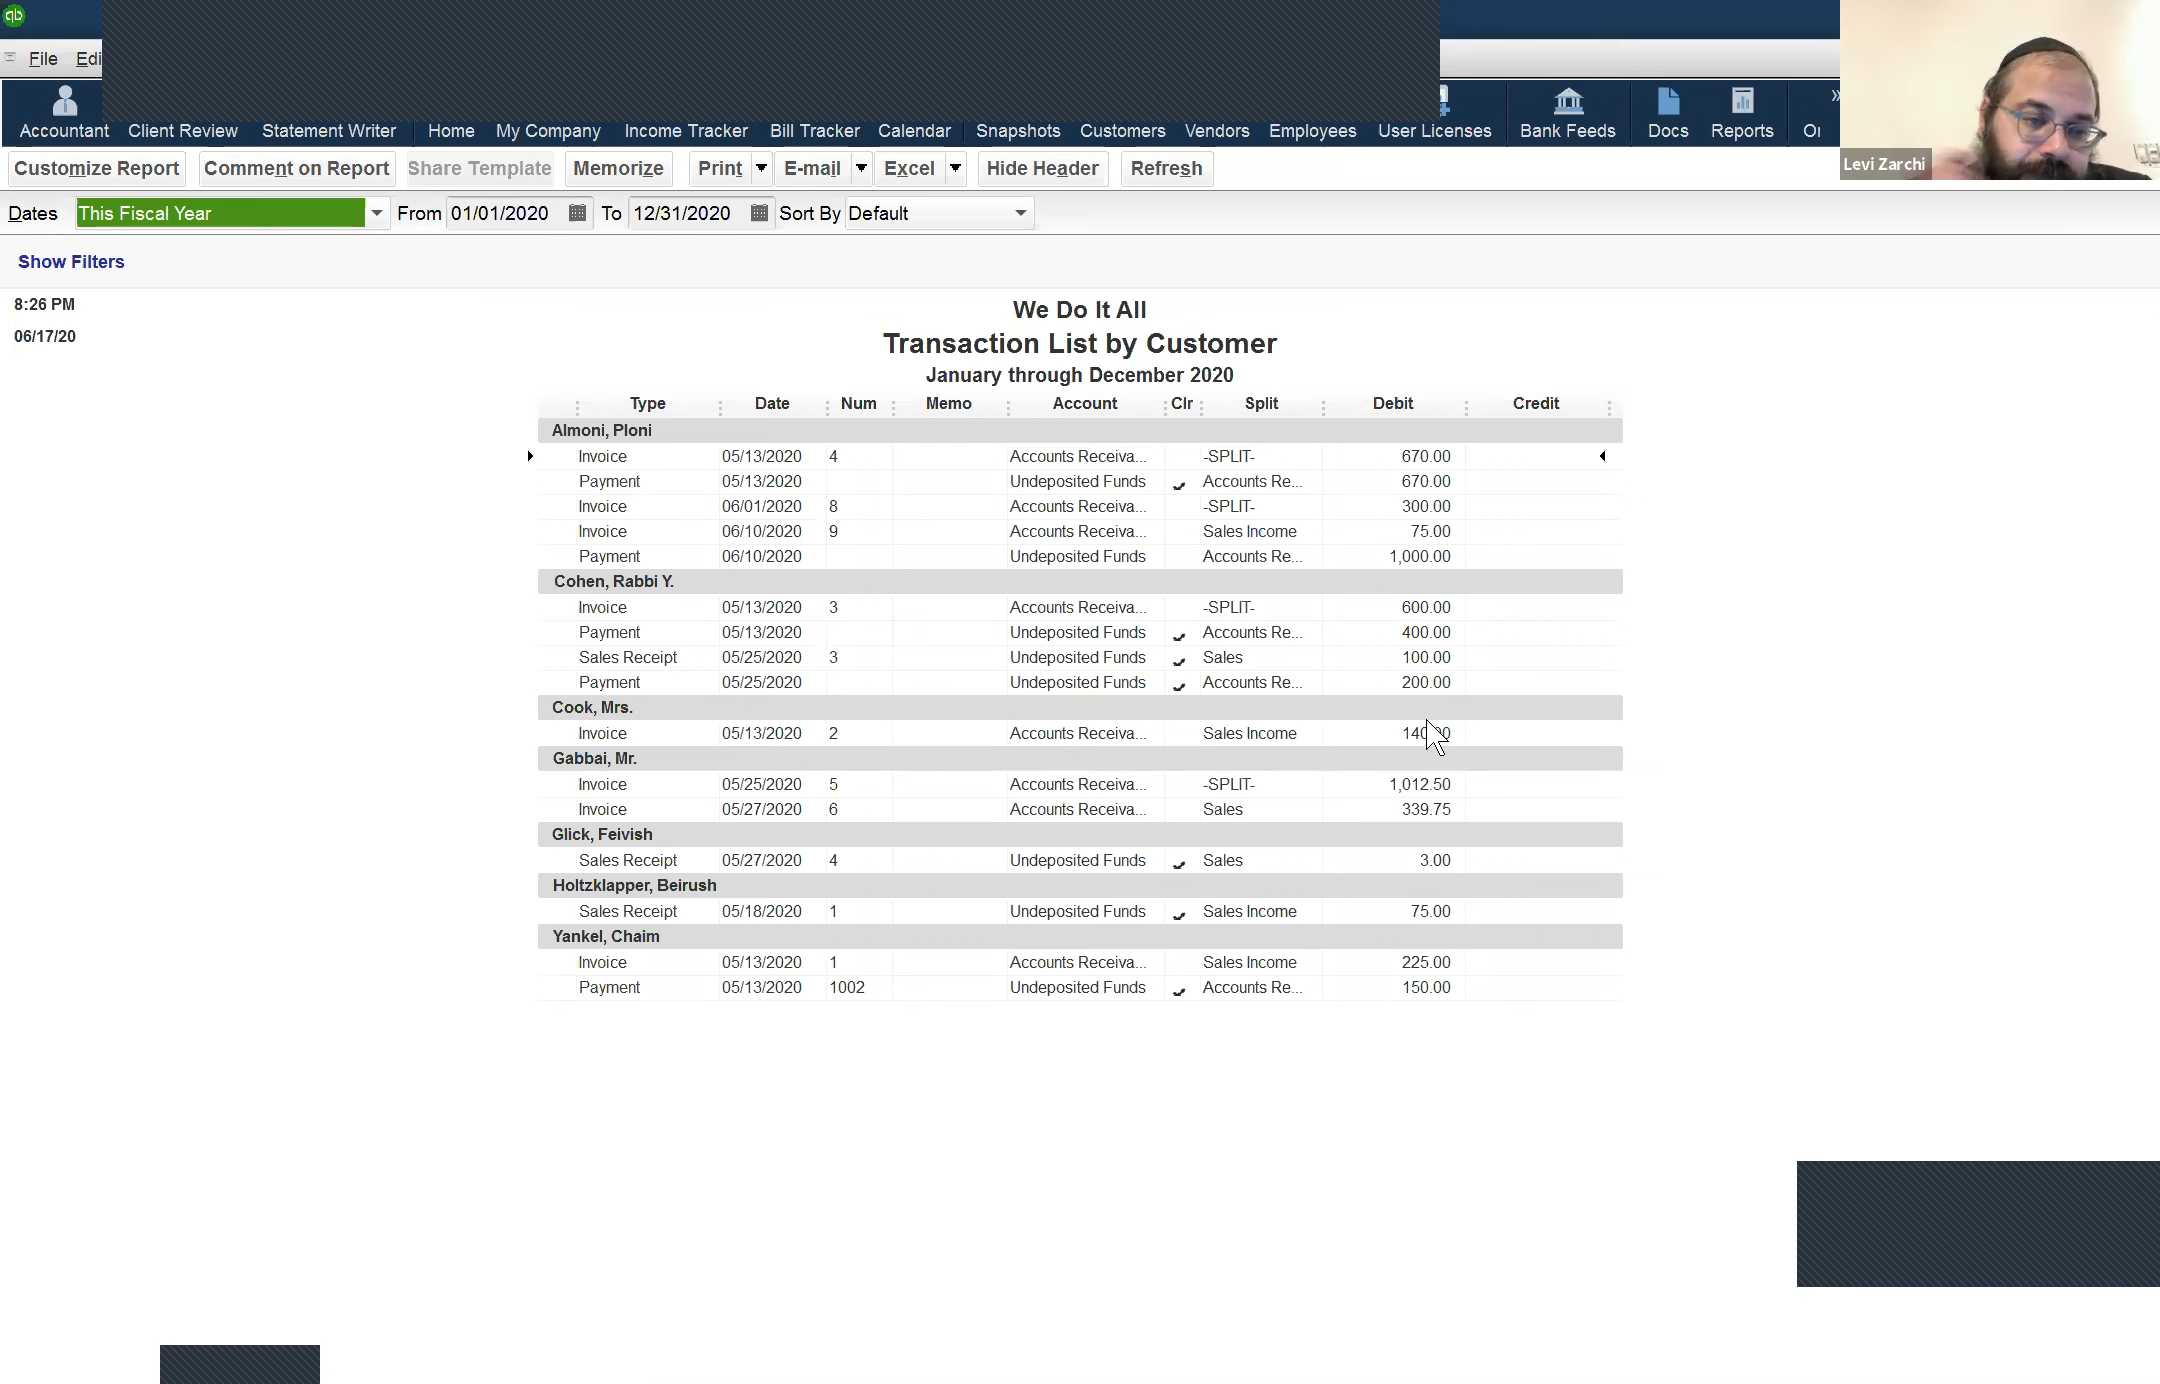 qb
File Edi
Accountant Client Review Statement Writer Home My Company Income Tracker Bill Tracker Calendar Snapshots Customers Vendors Employees User Licenses Bank Feeds Docs Reports
Levi Zarchi
Customize Report Comment on Report Share Template Memorize Print E-mail Excel Hide Header Refresh
Dates This Fiscal Year From 01/01/2020 To 12/31/2020 Sort By Default
Show Filters
8:26 PM
06/17/20
We Do It All
Transaction List by Customer
January through December 2020
Type Date Num Memo Account Clr Split Debit Credit
Almoni, Ploni
Invoice 05/13/2020 4 Accounts Receiva... -SPLIT- 670.00
Payment 05/13/2020 Undeposited Funds Accounts Re... 670.00
Invoice 06/01/2020 8 Accounts Receiva... -SPLIT- 300.00
Invoice 06/10/2020 9 Accounts Receiva... Sales Income 75.00
Payment 06/10/2020 Undeposited Funds Accounts Re... 1,000.00
Cohen, Rabbi Y.
Invoice 05/13/2020 3 Accounts Receiva... -SPLIT- 600.00
Payment 05/13/2020 Undeposited Funds Accounts Re... 400.00
Sales Receipt 05/25/2020 3 Undeposited Funds Sales 100.00
Payment 05/25/2020 Undeposited Funds Accounts Re... 200.00
Cook, Mrs.
Invoice 05/13/2020 2 Accounts Receiva... Sales Income
Gabbai, Mr.
Invoice 05/25/2020 5 Accounts Receiva... -SPLIT- 1,012.50
Invoice 05/27/2020 6 Accounts Receiva... Sales 339.75
Glick, Feivish
Sales Receipt 05/27/2020 4 Undeposited Funds Sales 3.00
Holtzklapper, Beirush
Sales Receipt 05/18/2020 1 Undeposited Funds Sales Income 75.00
Yankel, Chaim
Invoice 05/13/2020 1 Accounts Receiva... Sales Income 225.00
Payment 05/13/2020 1002 Undeposited Funds Accounts Re... 150.00